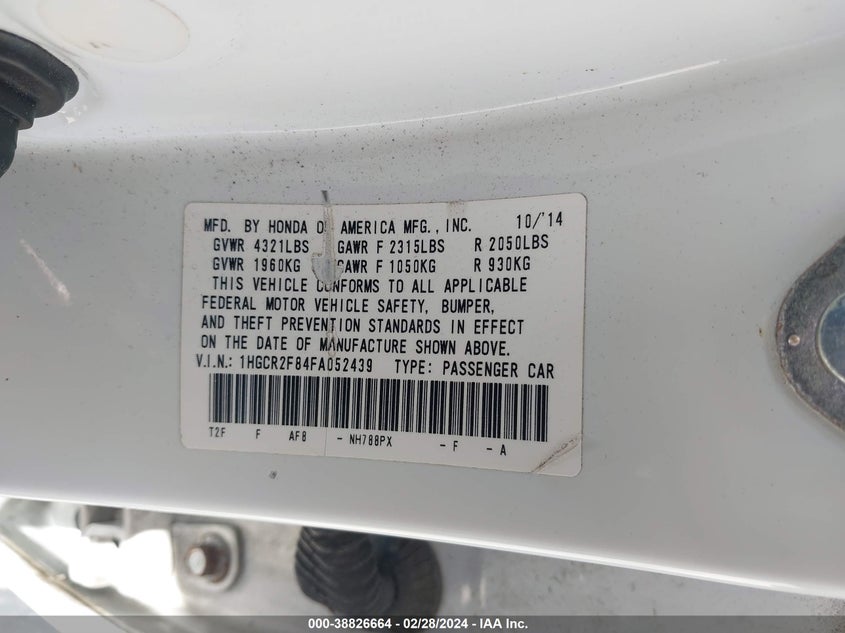 MFD. BY HONDA OF AMERICA MFG., INC. 10/'14
GVWR 4321LBS GAWR F 2315LBS R 2050LBS
GVWR 1960KG GAWR F 1050KG R 930KG
THIS VEHICLE CONFORMS TO ALL APPLICABLE
FEDERAL MOTOR VEHICLE SAFETY, BUMPER,
AND THEFT PREVENTION STANDARDS IN EFFECT
ON THE DATE OF MANUFACTURE SHOWN ABOVE.
V.I.N.: 1HGCR2F84FA052439 TYPE: PASSENGER CAR
T2F F AF8 - NH788PX - F - A
000-38826664 — 02/28/2024 — IAA Inc.